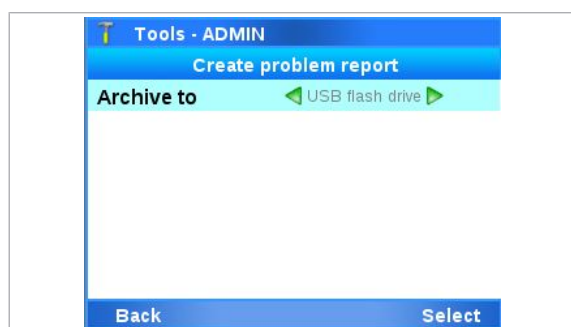 Tools - ADMIN
Create problem report
Archive to USB flash drive
Back Select